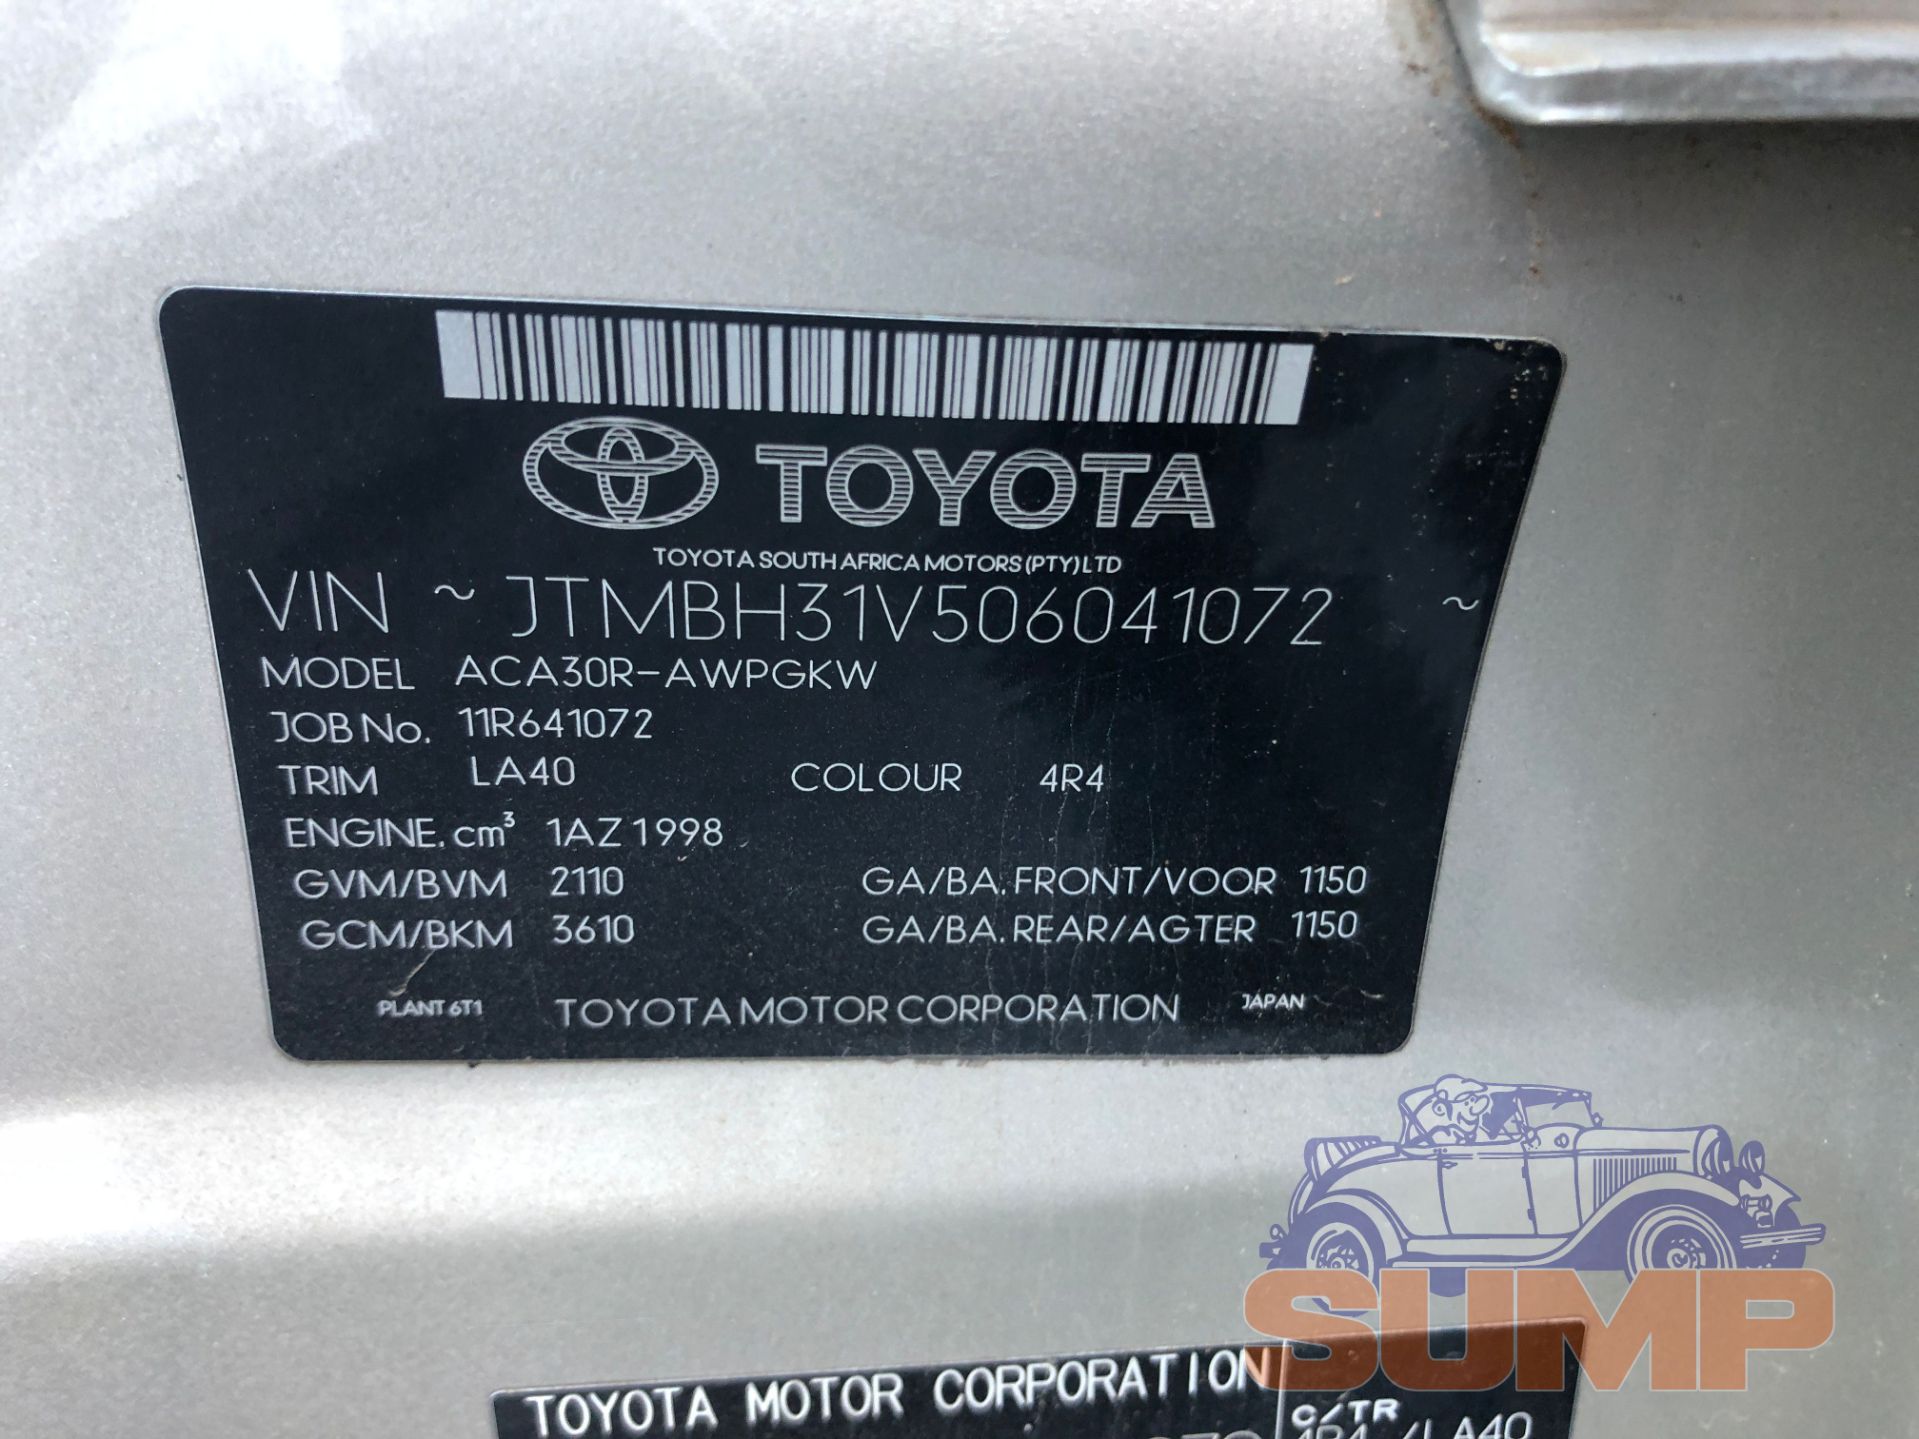 TOYOTA
TOYOTA SOUTH AFRICA MOTORS (PTY) LTD
VIN ~ JTMBH31V506041072 ~
MODEL ACA30R-AWPGKW
JOB No. 11R641072
TRIM LA40 COLOUR 4R4
ENGINE. cm³ 1AZ 1998
GVM/BVM 2110 GA/BA. FRONT/VOOR 1150
GCM/BKM 3610 GA/BA. REAR/AGTER 1150
PLANT 6T1 TOYOTA MOTOR CORPORATION JAPAN
SUMP
TOYOTA MOTOR CORPORATION C/TR
4R4 /LA40